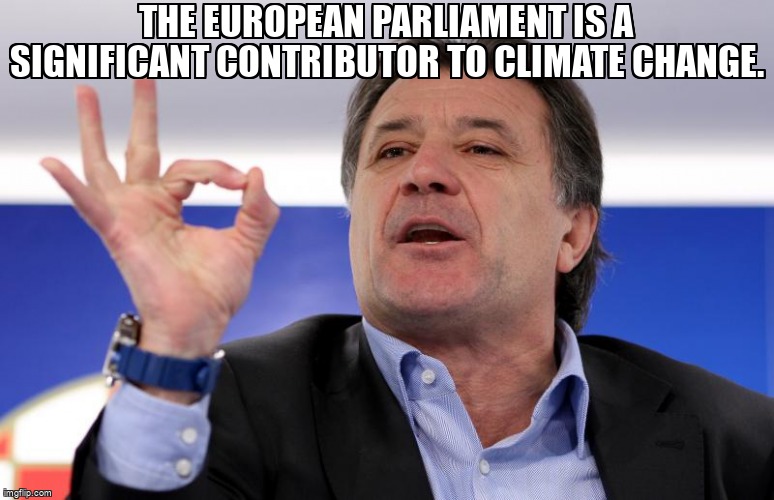 THE EUROPEAN PARLIAMENT IS A
SIGNIFICANT CONTRIBUTOR TO CLIMATE CHANGE.
imgflip.com